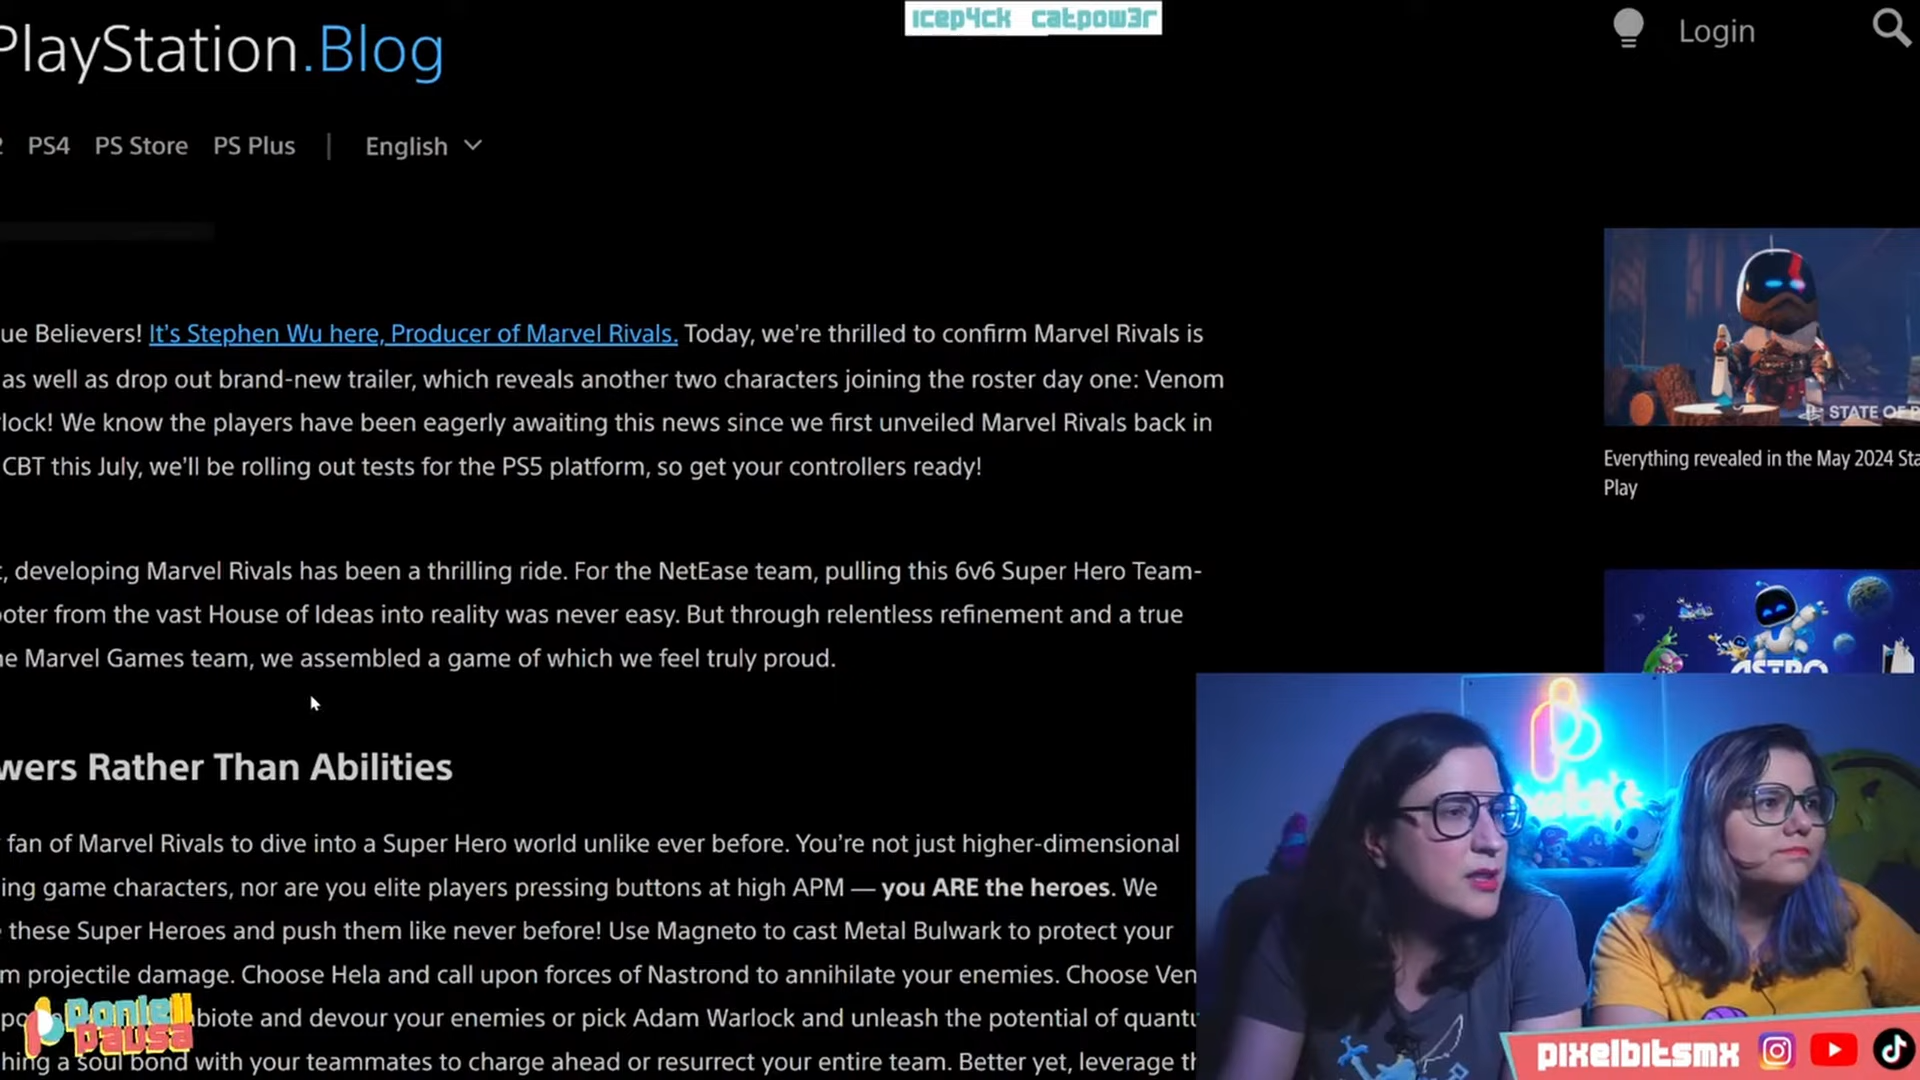 icep4ck catpow3r
PlayStation.Blog
Login
PS4 PS Store PS Plus | English
ue Believers! It's Stephen Wu here, Producer of Marvel Rivals. Today, we're thrilled to confirm Marvel Rivals is
as well as drop out brand-new trailer, which reveals another two characters joining the roster day one: Venom
lock! We know the players have been eagerly awaiting this news since we first unveiled Marvel Rivals back in
CBT this July, we'll be rolling out tests for the PS5 platform, so get your controllers ready!
STATE OF P
Everything revealed in the May 2024 Sta
Play
, developing Marvel Rivals has been a thrilling ride. For the NetEase team, pulling this 6v6 Super Hero Team-
ooter from the vast House of Ideas into reality was never easy. But through relentless refinement and a true
he Marvel Games team, we assembled a game of which we feel truly proud.
ASTRO
wers Rather Than Abilities
fan of Marvel Rivals to dive into a Super Hero world unlike ever before. You're not just higher-dimensional
ing game characters, nor are you elite players pressing buttons at high APM — you ARE the heroes. We
these Super Heroes and push them like never before! Use Magneto to cast Metal Bulwark to protect your
m projectile damage. Choose Hela and call upon forces of Nastrond to annihilate your enemies. Choose Ven
biote and devour your enemies or pick Adam Warlock and unleash the potential of quantu
hing a soul bond with your teammates to charge ahead or resurrect your entire team. Better yet, leverage th
Ponle
Pausa
pixelbitsmx